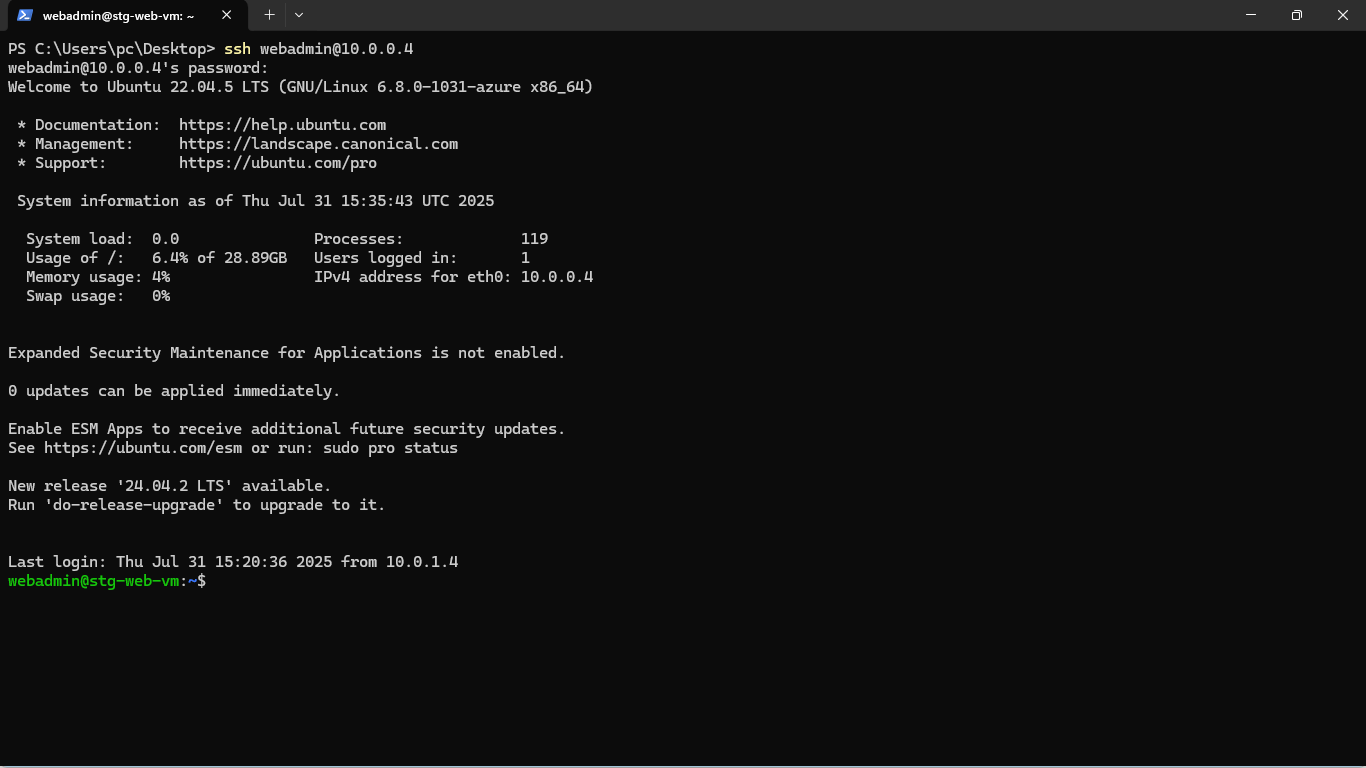 webadmin@stg-web-vm: ~
PS C:\Users\pc\Desktop> ssh webadmin@10.0.0.4
webadmin@10.0.0.4's password:
Welcome to Ubuntu 22.04.5 LTS (GNU/Linux 6.8.0-1031-azure x86_64)

 * Documentation:  https://help.ubuntu.com
 * Management:     https://landscape.canonical.com
 * Support:        https://ubuntu.com/pro

 System information as of Thu Jul 31 15:35:43 UTC 2025

  System load:  0.0               Processes:             119
  Usage of /:   6.4% of 28.89GB   Users logged in:       1
  Memory usage: 4%                IPv4 address for eth0: 10.0.0.4
  Swap usage:   0%

Expanded Security Maintenance for Applications is not enabled.

0 updates can be applied immediately.

Enable ESM Apps to receive additional future security updates.
See https://ubuntu.com/esm or run: sudo pro status

New release '24.04.2 LTS' available.
Run 'do-release-upgrade' to upgrade to it.

Last login: Thu Jul 31 15:20:36 2025 from 10.0.1.4
webadmin@stg-web-vm:~$